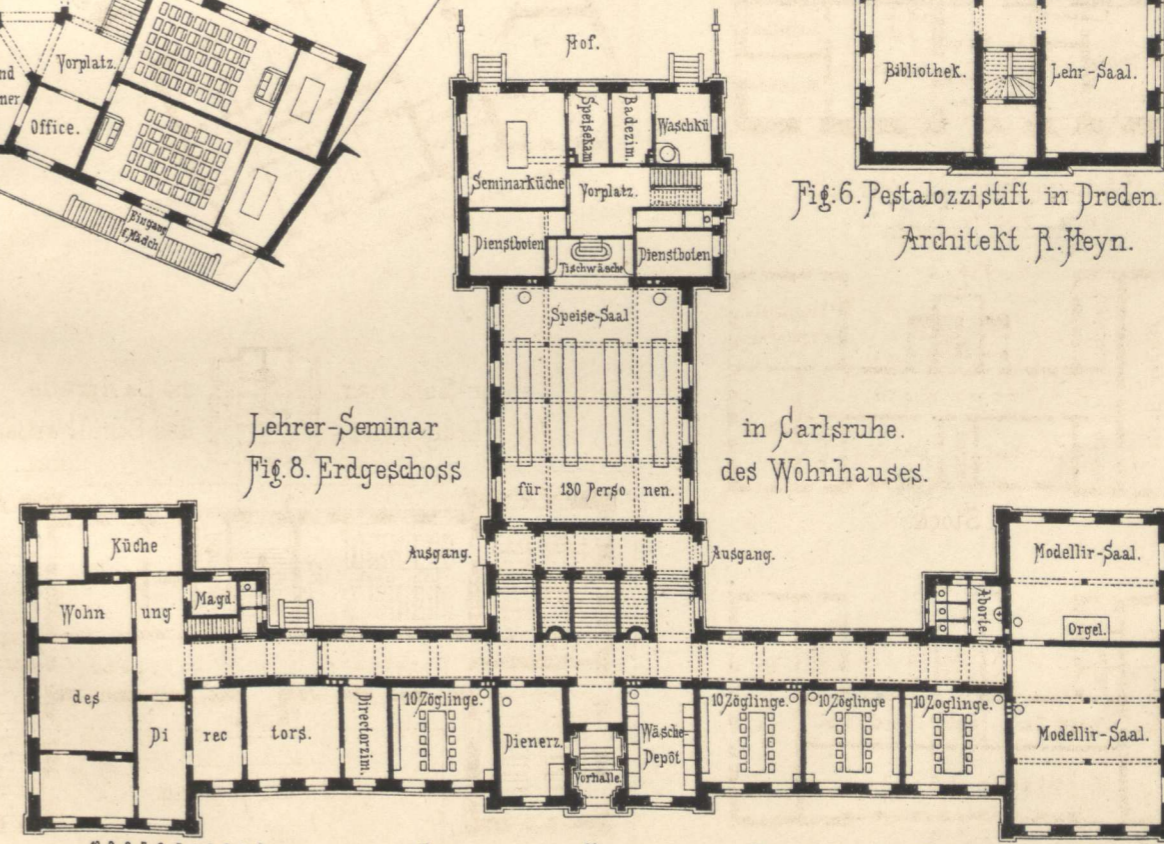 Vorplatz.
Office.
Eingang
f. Mädch.
Bibliothek.
Lehr-Saal.
Fig. 6. Pestalozzistift in Dreden.
Architekt R. Heyn.
Hof.
Speisekam
Badezim.
Waschkü
Seminarküche
Vorplatz.
Dienstboten
Tischwäsche
Dienstboten
Speise-Saal
für 130 Perso nen.
Lehrer-Seminar in Carlsruhe.
Fig. 8. Erdgeschoss des Wohnhauses.
Ausgang.
Ausgang.
Küche
Magd.
Wohn ung
des
Di rec tors.
Directorzim.
10 Zöglinge.
Dienerz.
Vorhalle.
Wäsche-
Depôt
10 Zöglinge.
10 Zöglinge
10 Zöglinge.
Aborte.
Modellir-Saal.
Orgel.
Modellir-Saal.